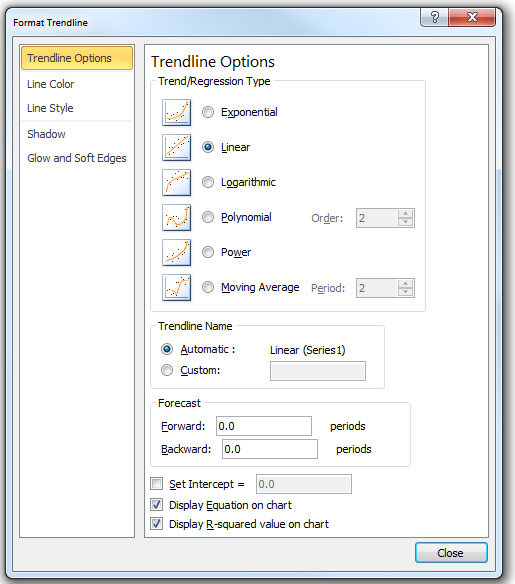 Format Trendline
?
Trendline Options
Line Color
Line Style
Shadow
Glow and Soft Edges
Trendline Options
Trend/Regression Type
Exponential
Linear
Logarithmic
Polynomial Order: 2
Power
Moving Average Period: 2
Trendline Name
Automatic : Linear (Series1)
Custom:
Forecast
Forward: 0.0 periods
Backward: 0.0 periods
Set Intercept = 0.0
Display Equation on chart
Display R-squared value on chart
Close